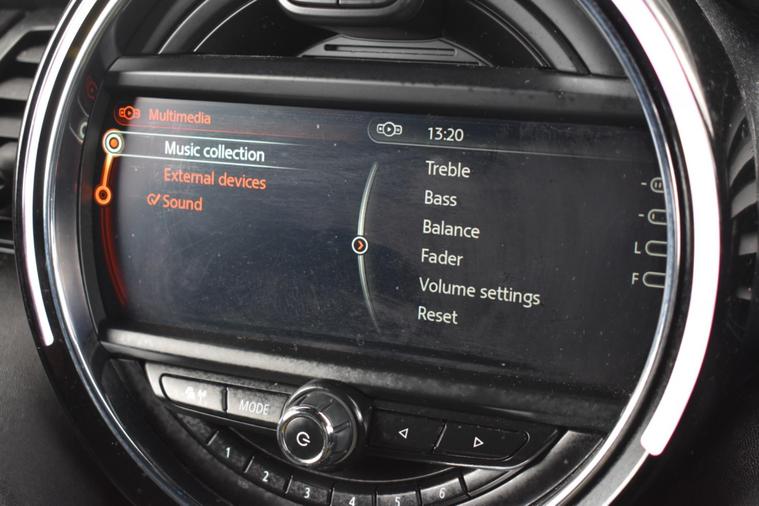 Multimedia
Music collection
External devices
Sound
13:20
Treble
Bass
Balance
L
Fader
F
Volume settings
Reset
MODE
1
2
3
4
5
6